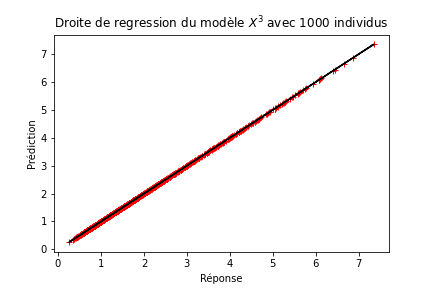 Droite de regression du modèle $X^3$ avec 1000 individus
7
6
5
4
3
2
1
0
Prédiction
0 1 2 3 4 5 6 7
Réponse